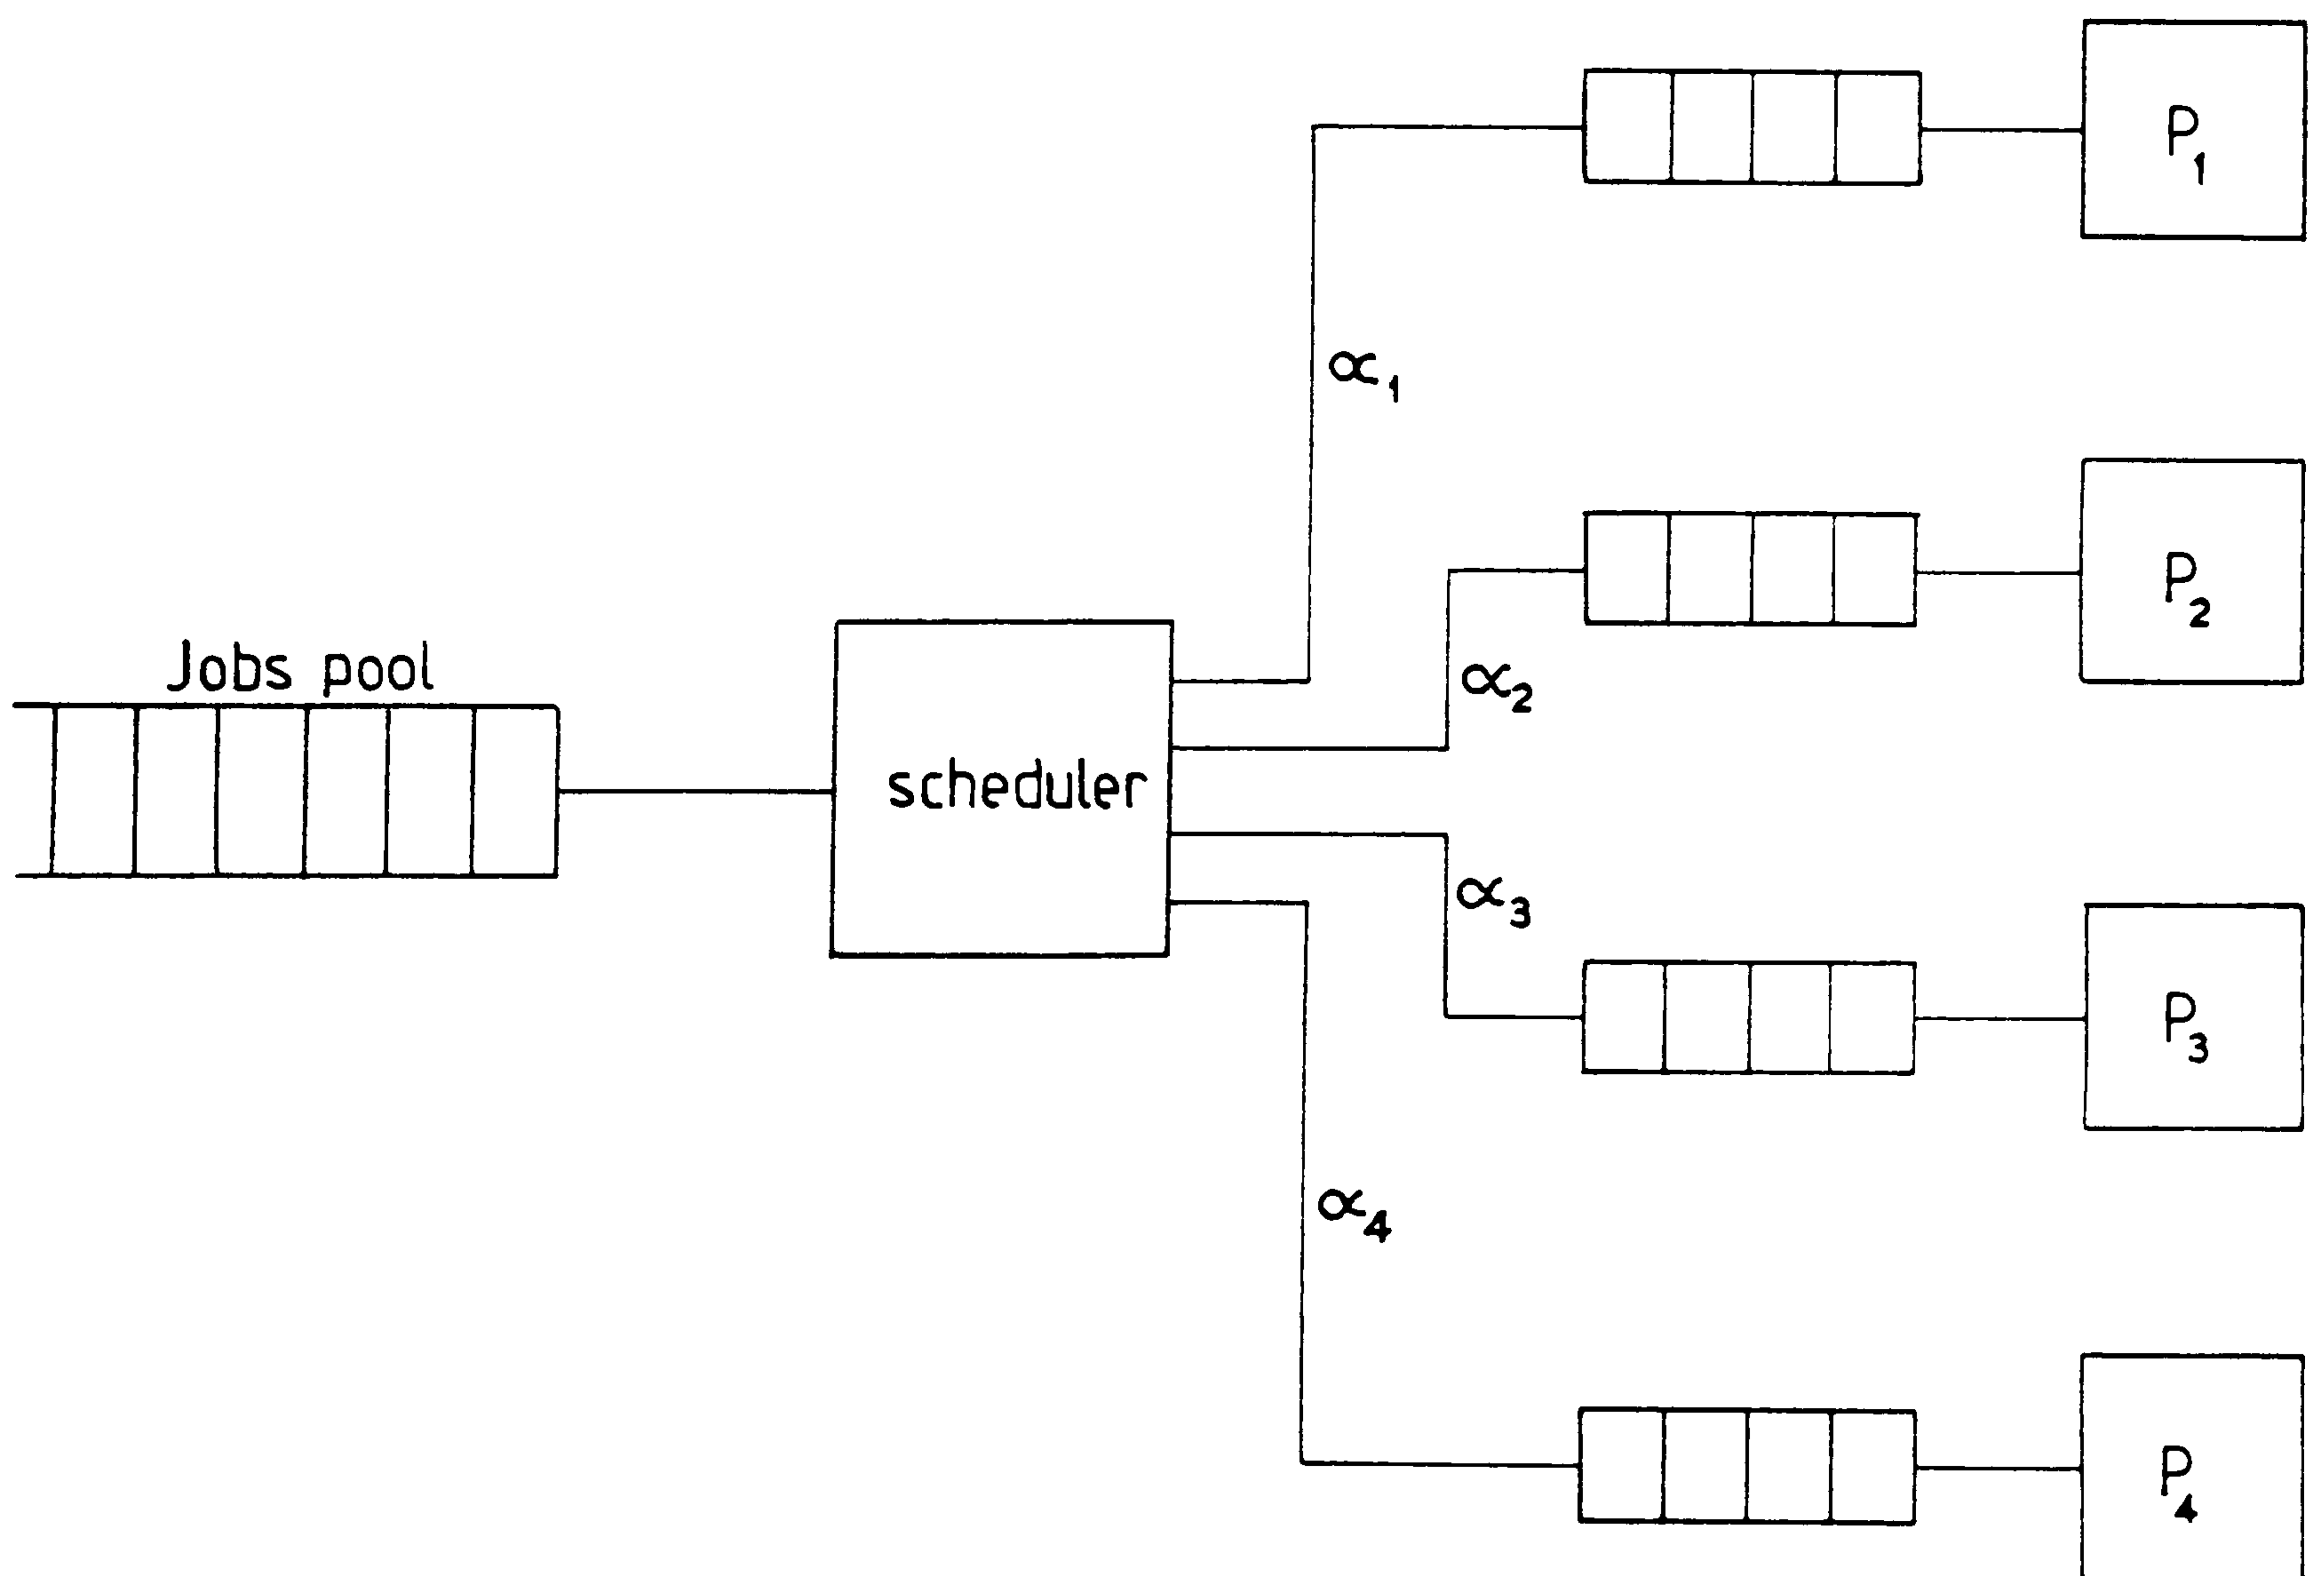 P1
α1
P2
Jobs pool
α2
scheduler
α3
P3
α4
P4